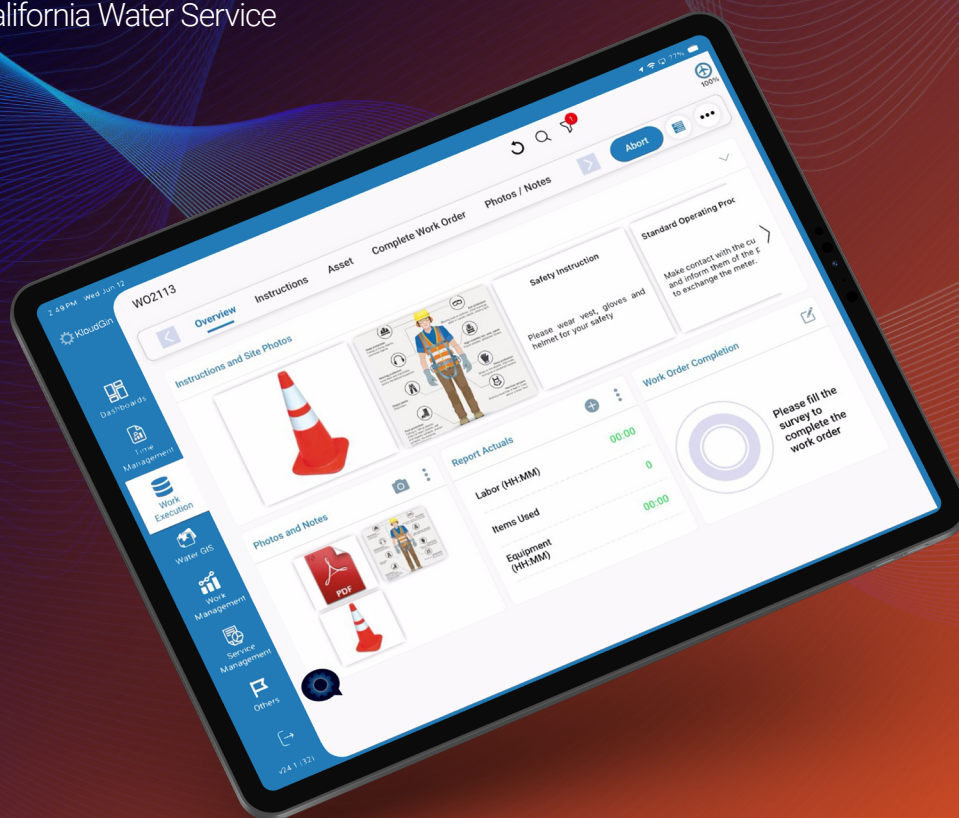 alifornia Water Service
2 49 PM Wed Jun 12
77%
100%
KloudGin
WO2113
Abort
Overview
Instructions
Asset
Complete Work Order
Photos / Notes
1
Instructions and Site Photos
Safety Instruction
Please wear vest, gloves and
helmet for your safety
Standard Operating Proc
Make contact with the cu
and inform them of the p
to exchange the meter.
Dashboards
Time
Management
Work
Execution
Water GIS
Work
Management
Service
Management
Others
v24.1 (32)
Photos and Notes
PDF
Report Actuals
Labor (HH:MM)
00:00
Items Used
0
Equipment
(HH:MM)
00:00
Work Order Completion
Please fill the
survey to
complete the
work order